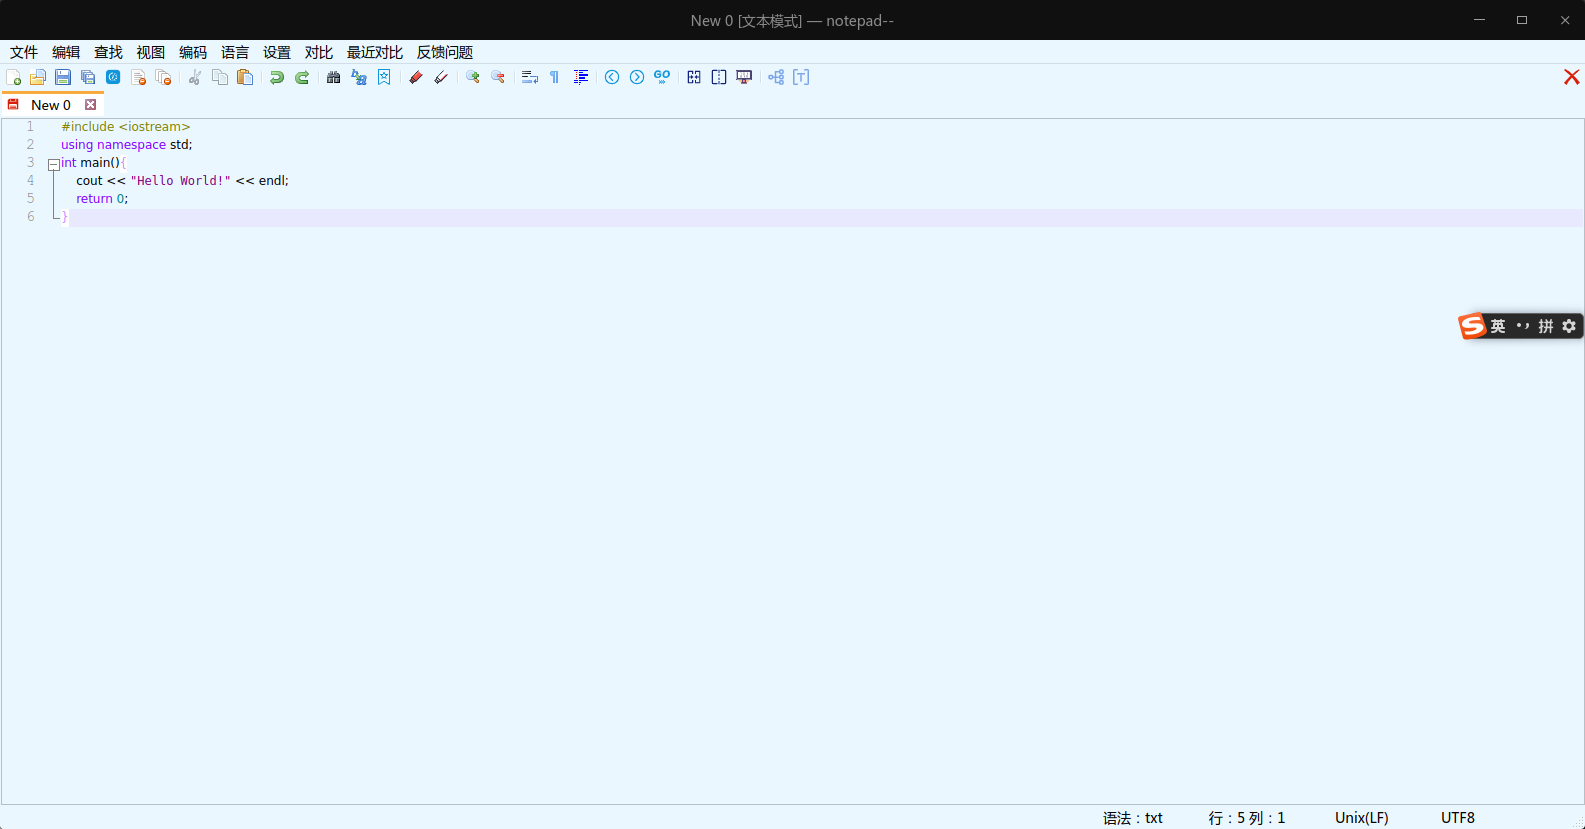 New 0 [文本模式] — notepad--
文件 编辑 查找 视图 编码 语言 设置 对比 最近对比 反馈问题
GO
[T]
New 0
1 #include <iostream>
2 using namespace std;
3 int main(){
4 cout << "Hello World!" << endl;
5 return 0;
6 }
S 英 拼
语法：txt 行：5 列：1 Unix(LF) UTF8